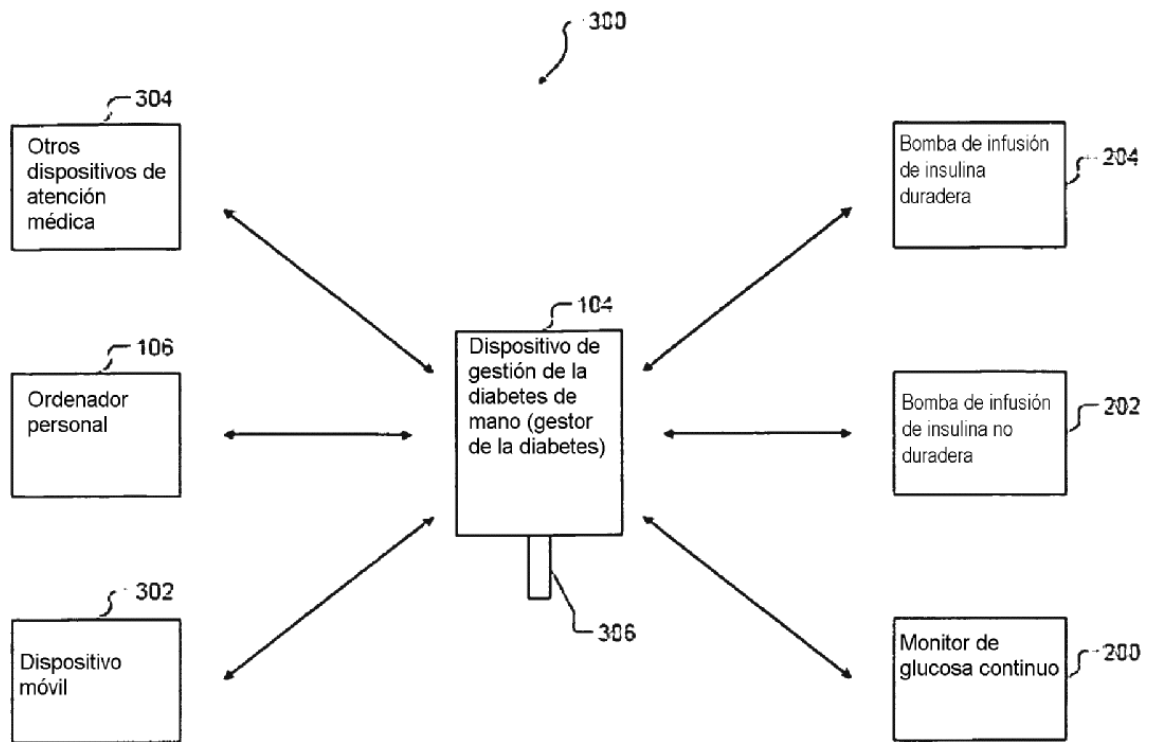 300
304
Otros
dispositivos de
atención
médica
106
Ordenador
personal
302
Dispositivo
móvil
104
Dispositivo de
gestión de la
diabetes de
mano (gestor
de la diabetes)
306
Bomba de infusión
de insulina
duradera
204
Bomba de infusión
de insulina no
duradera
202
Monitor de
glucosa continuo
200